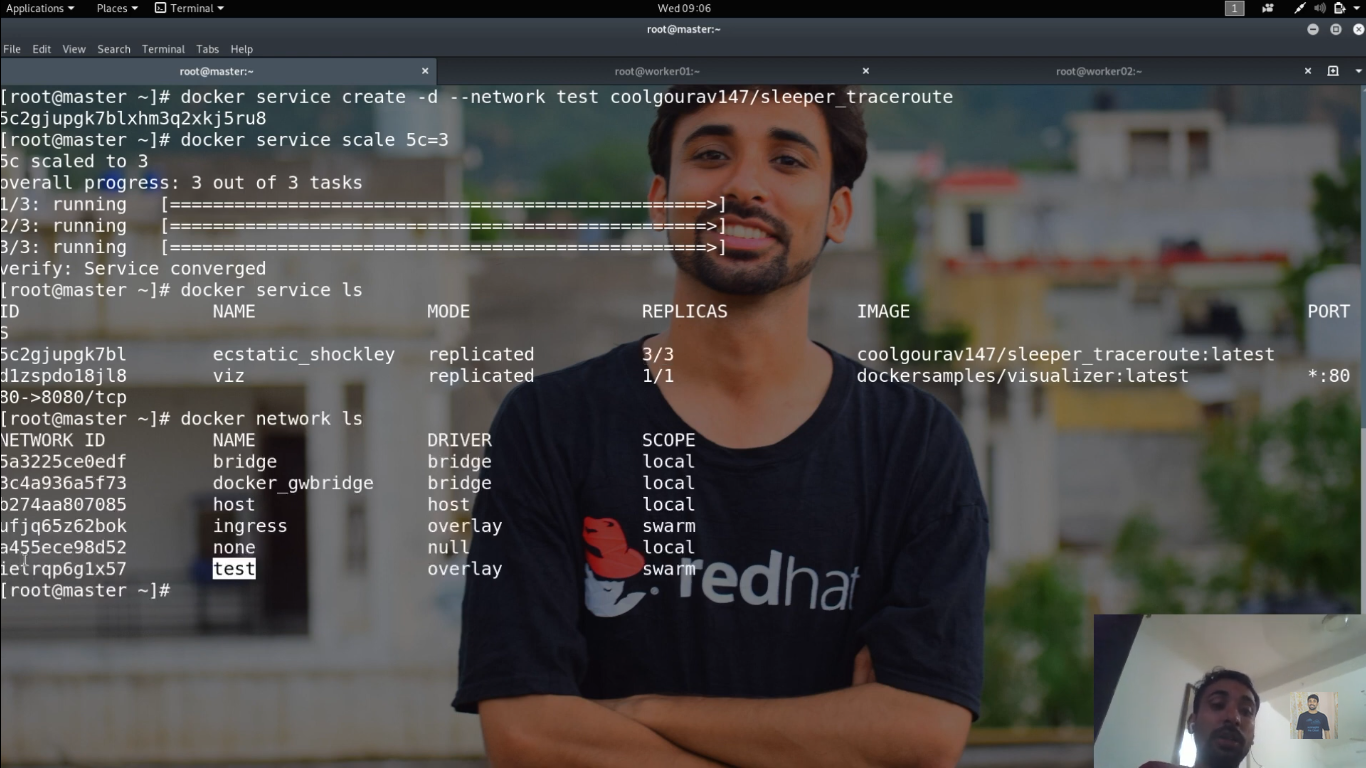 Applications Places Terminal Wed 09:06 1
root@master:~
File Edit View Search Terminal Tabs Help
root@master:~ root@worker01:~ root@worker02:~
[root@master ~]# docker service create -d --network test coolgourav147/sleeper_traceroute
5c2gjupgk7blxhm3q2xkj5ru8
[root@master ~]# docker service scale 5c=3
5c scaled to 3
overall progress: 3 out of 3 tasks
1/3: running [==================================================>]
2/3: running [==================================================>]
3/3: running [==================================================>]
verify: Service converged
[root@master ~]# docker service ls
ID NAME MODE REPLICAS IMAGE PORT
S
5c2gjupgk7bl ecstatic_shockley replicated 3/3 coolgourav147/sleeper_traceroute:latest
d1zspdo18jl8 viz replicated 1/1 dockersamples/visualizer:latest *:80
80->8080/tcp
[root@master ~]# docker network ls
NETWORK ID NAME DRIVER SCOPE
5a3225ce0edf bridge bridge local
3c4a936a5f73 docker_gwbridge bridge local
b274aa807085 host host local
ufjq65z62bok ingress overlay swarm
a455ece98d52 none null local
ietrqp6g1x57 test overlay swarm
[root@master ~]#
redhat